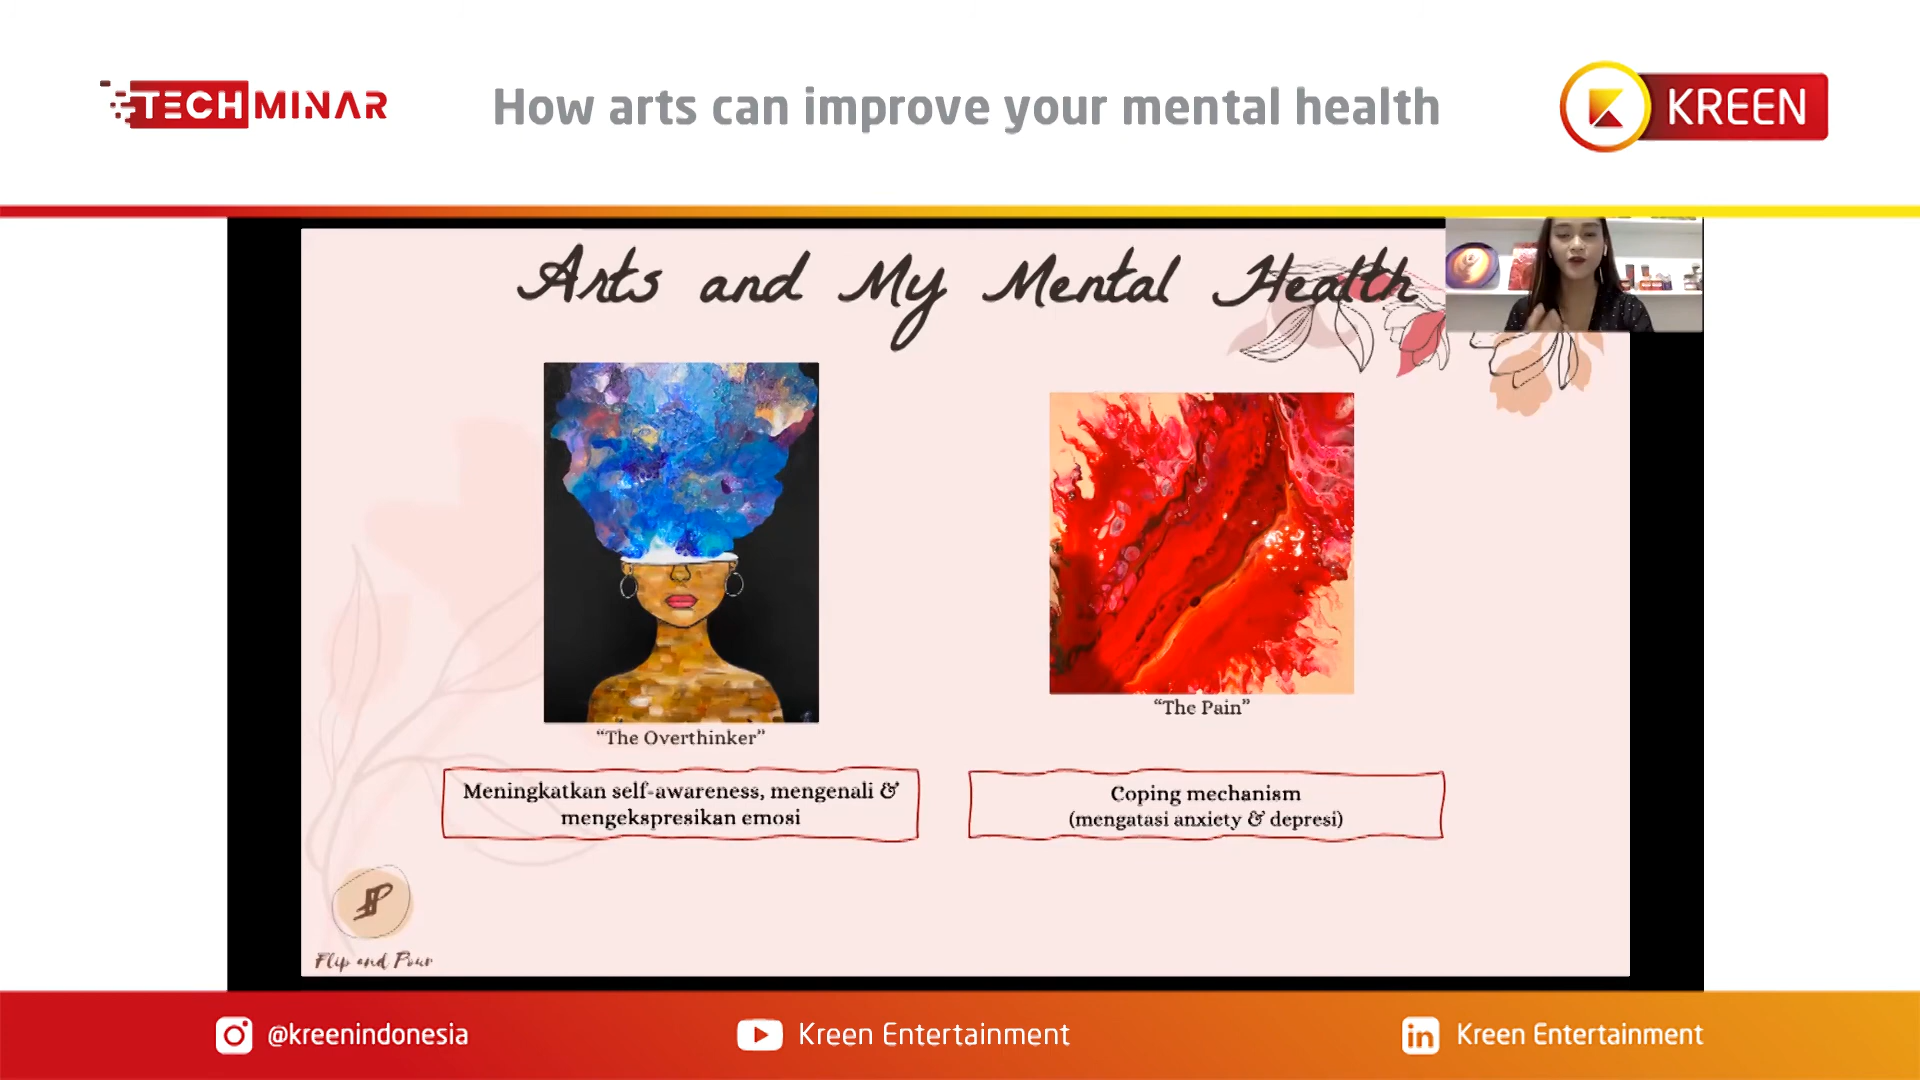 TECHMINAR
How arts can improve your mental health
KREEN
Arts and My Mental Health
“The Overthinker”
“The Pain”
Meningkatkan self-awareness, mengenali &
mengekspresikan emosi
Coping mechanism
(mengatasi anxiety & depresi)
Flip and Pour
@kreenindonesia
Kreen Entertainment
in
Kreen Entertainment